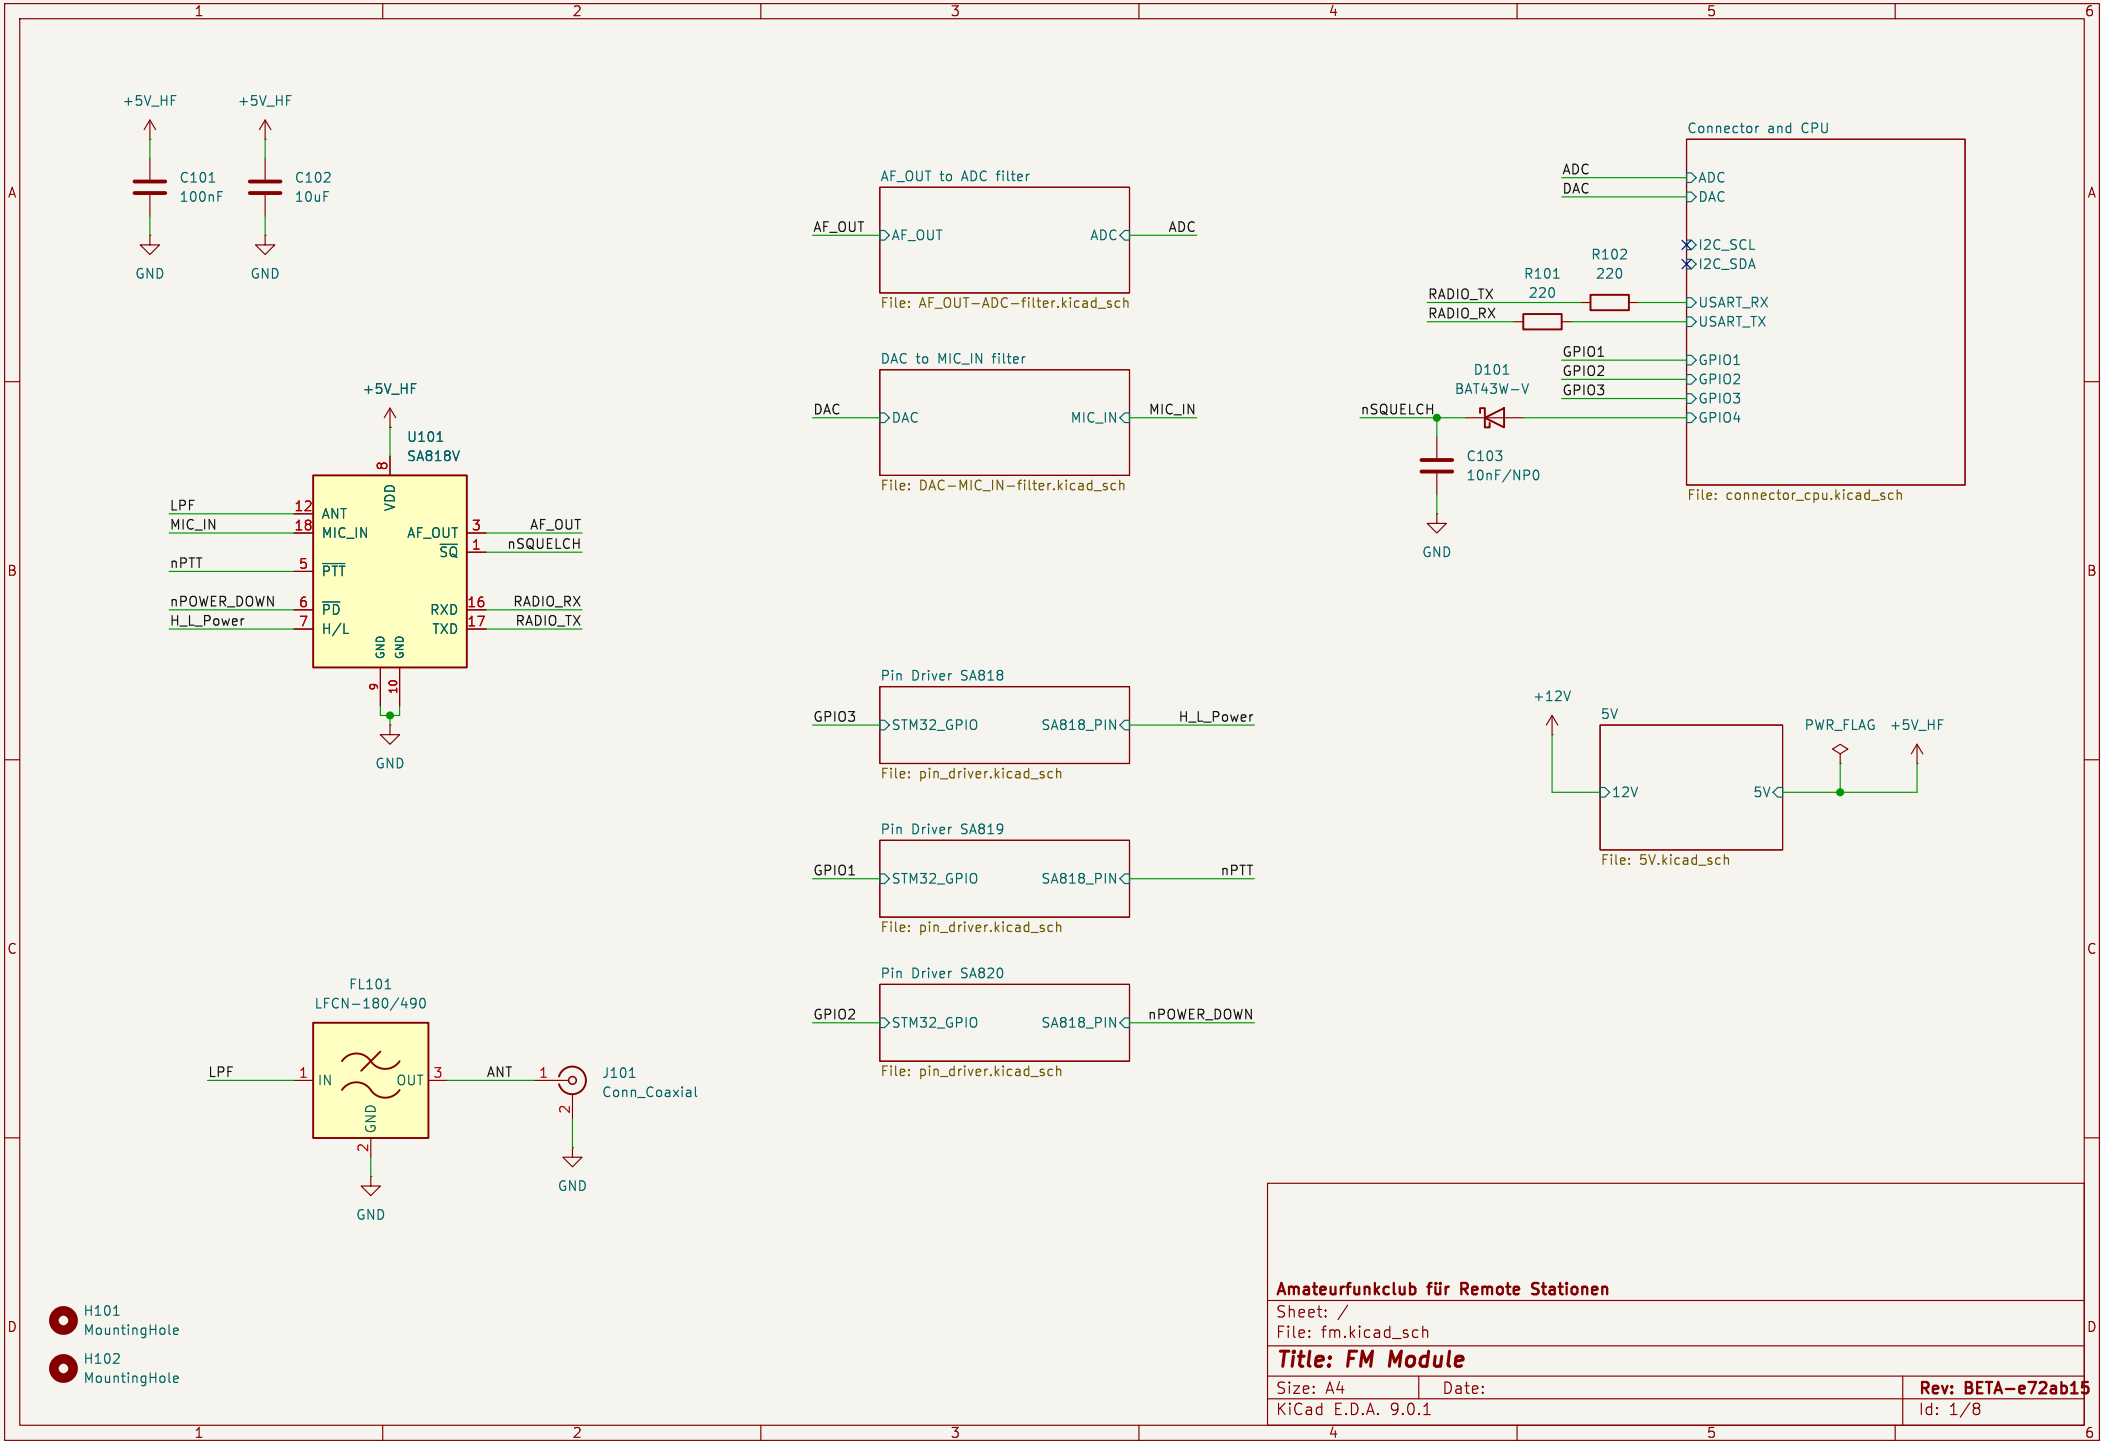 1 2 3 4 5 6
A
B
C
D
A
B
C
D
+5V_HF
C101
100nF
GND
+5V_HF
C102
10uF
GND
+5V_HF
U101
SA818V
8
VDD
LPF
12
ANT
MIC_IN
18
MIC_IN
nPTT
5
PTT
nPOWER_DOWN
6
PD
H_L_Power
7
H/L
AF_OUT
3
AF_OUT
SQ
1
nSQUELCH
RXD
16
RADIO_RX
TXD
17
RADIO_TX
GND
GND
9
10
GND
FL101
LFCN-180/490
LPF
1
IN
OUT
3
GND
2
GND
ANT
1
J101
Conn_Coaxial
2
GND
H101
MountingHole
H102
MountingHole
AF_OUT to ADC filter
AF_OUT
AF_OUT
ADC
ADC
File: AF_OUT-ADC-filter.kicad_sch
DAC to MIC_IN filter
DAC
DAC
MIC_IN
MIC_IN
File: DAC-MIC_IN-filter.kicad_sch
Pin Driver SA818
GPIO3
STM32_GPIO
SA818_PIN
H_L_Power
File: pin_driver.kicad_sch
Pin Driver SA819
GPIO1
STM32_GPIO
SA818_PIN
nPTT
File: pin_driver.kicad_sch
Pin Driver SA820
GPIO2
STM32_GPIO
SA818_PIN
nPOWER_DOWN
File: pin_driver.kicad_sch
Connector and CPU
ADC
ADC
DAC
DAC
I2C_SCL
I2C_SDA
R102
220
R101
220
RADIO_TX
USART_RX
RADIO_RX
USART_TX
GPIO1
GPIO1
GPIO2
GPIO2
GPIO3
GPIO3
D101
BAT43W-V
nSQUELCH
GPIO4
C103
10nF/NP0
GND
File: connector_cpu.kicad_sch
+12V
5V
12V
5V
PWR_FLAG
+5V_HF
File: 5V.kicad_sch
Amateurfunkclub für Remote Stationen
Sheet: /
File: fm.kicad_sch
Title: FM Module
Size: A4
Date:
Rev: BETA-e72ab15
KiCad E.D.A. 9.0.1
Id: 1/8
1 2 3 4 5 6